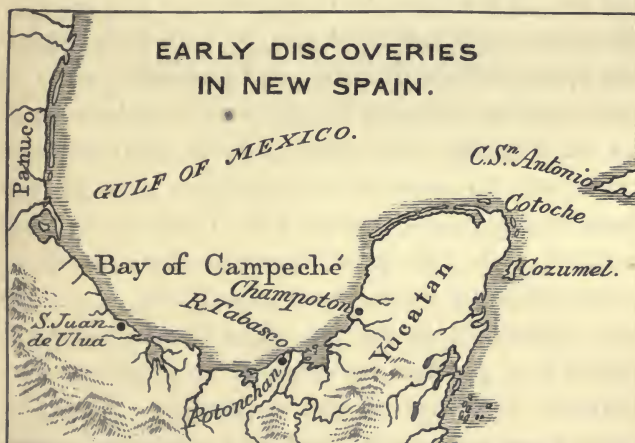 EARLY DISCOVERIES
IN NEW SPAIN.
Panuco
GULF OF MEXICO.
C. S.n Antonio
Cotoche
Bay of Campeché
Cozumel.
Champoton
Yucatan
R. Tabasco
S. Juan
de Uluá
Potonchan